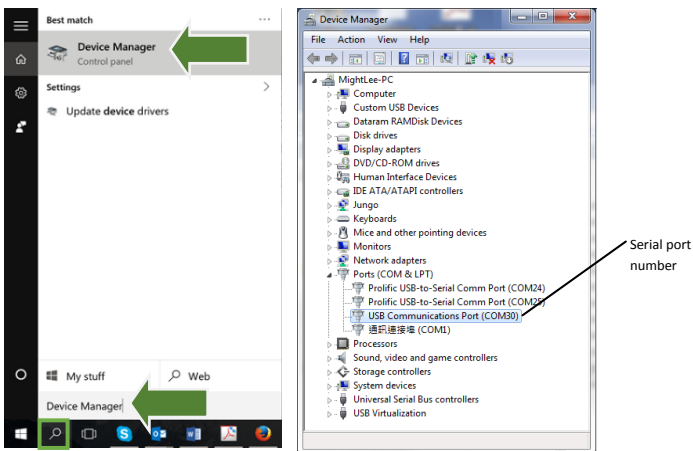 Best match
...
Device Manager
Control panel
Settings
Update device drivers
My stuff
Web
Device Manager
Device Manager
File Action View Help
MightLee-PC
Computer
Custom USB Devices
Dataram RAMDisk Devices
Disk drives
Display adapters
DVD/CD-ROM drives
Human Interface Devices
IDE ATA/ATAPI controllers
Jungo
Keyboards
Mice and other pointing devices
Monitors
Network adapters
Ports (COM & LPT)
Prolific USB-to-Serial Comm Port (COM24)
Prolific USB-to-Serial Comm Port (COM25)
USB Communications Port (COM30)
通訊連接埠 (COM1)
Processors
Sound, video and game controllers
Storage controllers
System devices
Universal Serial Bus controllers
USB Virtualization
Serial port
number